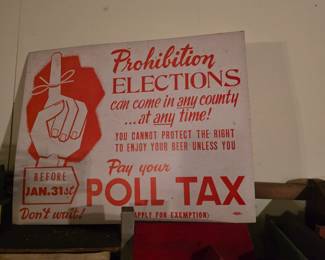 Prohibition
ELECTIONS
can come in any county
...at any time!
YOU CANNOT PROTECT THE RIGHT
TO ENJOY YOUR BEER UNLESS YOU
Pay your
POLL TAX
APPLY FOR EXEMPTION)
BEFORE
JAN. 31st
Don't wait!